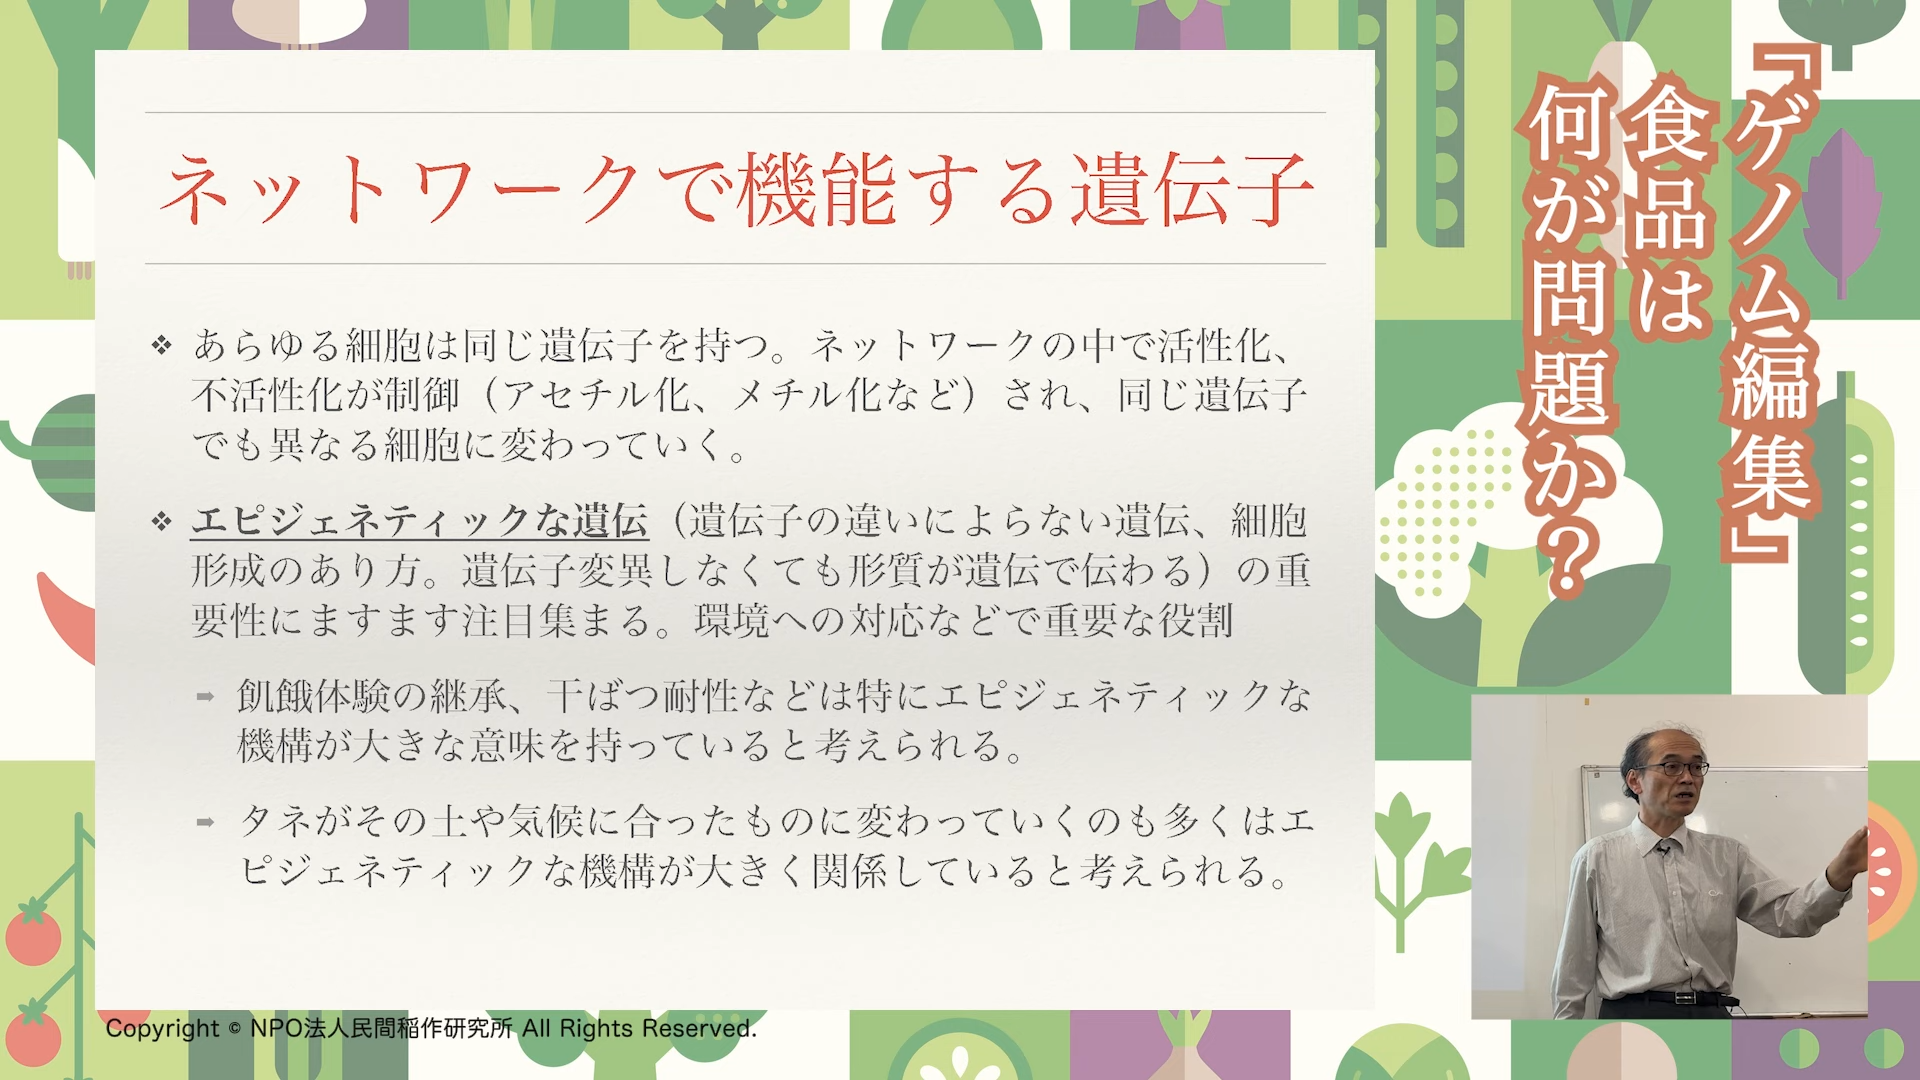 ネットワークで機能する遺伝子
❖ あらゆる細胞は同じ遺伝子を持つ。ネットワークの中で活性化、
不活性化が制御（アセチル化、メチル化など）され、同じ遺伝子
でも異なる細胞に変わっていく。
❖ エピジェネティックな遺伝（遺伝子の違いによらない遺伝、細胞
形成のあり方。遺伝子変異しなくても形質が遺伝で伝わる）の重
要性にますます注目集まる。環境への対応などで重要な役割
➡ 飢餓体験の継承、干ばつ耐性などは特にエピジェネティックな
機構が大きな意味を持っていると考えられる。
➡ タネがその土や気候に合ったものに変わっていくのも多くはエ
ピジェネティックな機構が大きく関係していると考えられる。
『ゲノム編集』
食品は
何が問題か？
Copyright © NPO法人民間稲作研究所 All Rights Reserved.